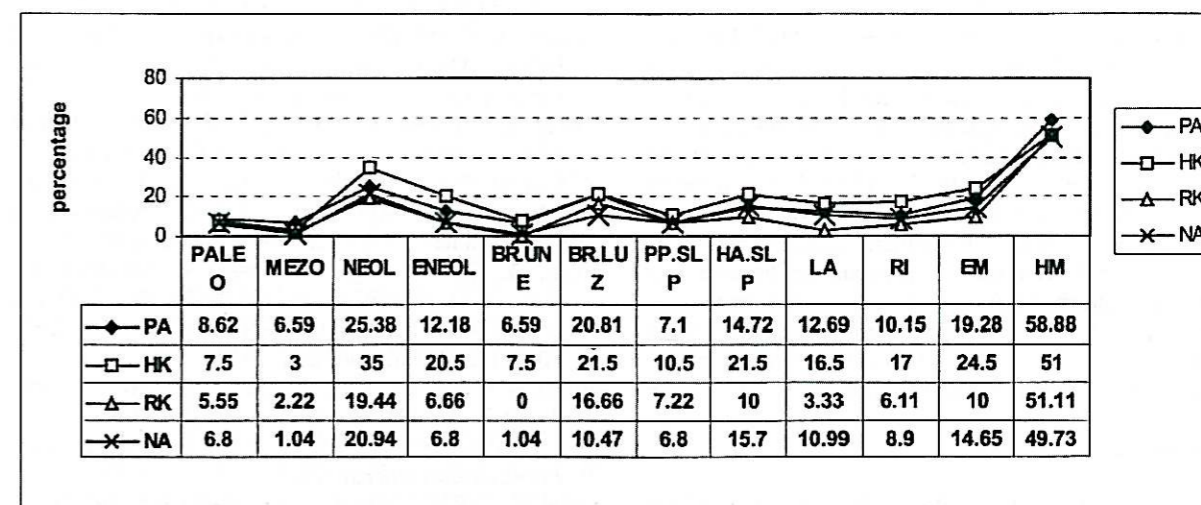 percentage
80
60
40
20
0
PA
HK
RK
NA
PALE MEZO NEOL ENEOL BR.UN BR.LU PP.SL HA.SL LA RI EM HM
O E Z P P
PA 8.62 6.59 25.38 12.18 6.59 20.81 7.1 14.72 12.69 10.15 19.28 58.88
HK 7.5 3 35 20.5 7.5 21.5 10.5 21.5 16.5 17 24.5 51
RK 5.55 2.22 19.44 6.66 0 16.66 7.22 10 3.33 6.11 10 51.11
NA 6.8 1.04 20.94 6.8 1.04 10.47 6.8 15.7 10.99 8.9 14.65 49.73